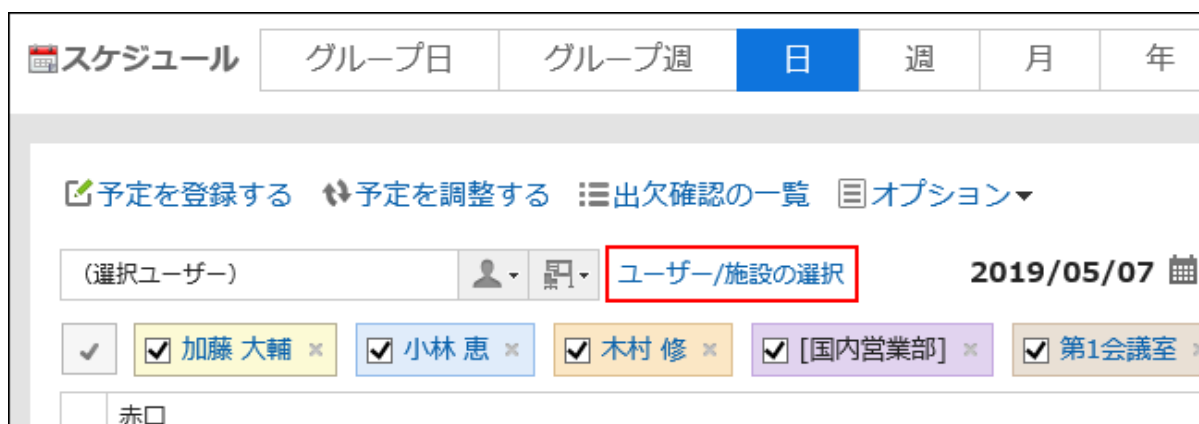 スケジュール グループ日 グループ週 日 週 月 年
予定を登録する 予定を調整する 出欠確認の一覧 オプション
（選択ユーザー） ユーザー/施設の選択 2019/05/07
加藤 大輔 × 小林 恵 × 木村 修 × [国内営業部] × 第1会議室 ×
赤口